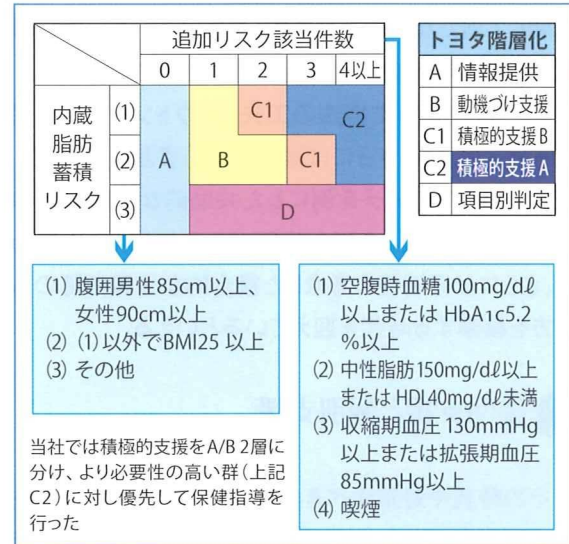 追加リスク該当件数
0 1 2 3 4以上
内蔵
脂肪
蓄積
リスク
(1) C1 C2
(2) A B C1
(3) D
トヨタ階層化
A 情報提供
B 動機づけ支援
C1 積極的支援B
C2 積極的支援A
D 項目別判定
(1) 腹囲男性85cm以上、
女性90cm以上
(2) (1)以外でBMI25 以上
(3) その他
当社では積極的支援をA/B 2層に
分け、より必要性の高い群(上記
C2)に対し優先して保健指導を
行った
(1) 空腹時血糖100mg/dℓ
以上または HbA1c5.2
%以上
(2) 中性脂肪150mg/dℓ以上
または HDL40mg/dℓ未満
(3) 収縮期血圧 130mmHg
以上または拡張期血圧
85mmHg以上
(4) 喫煙